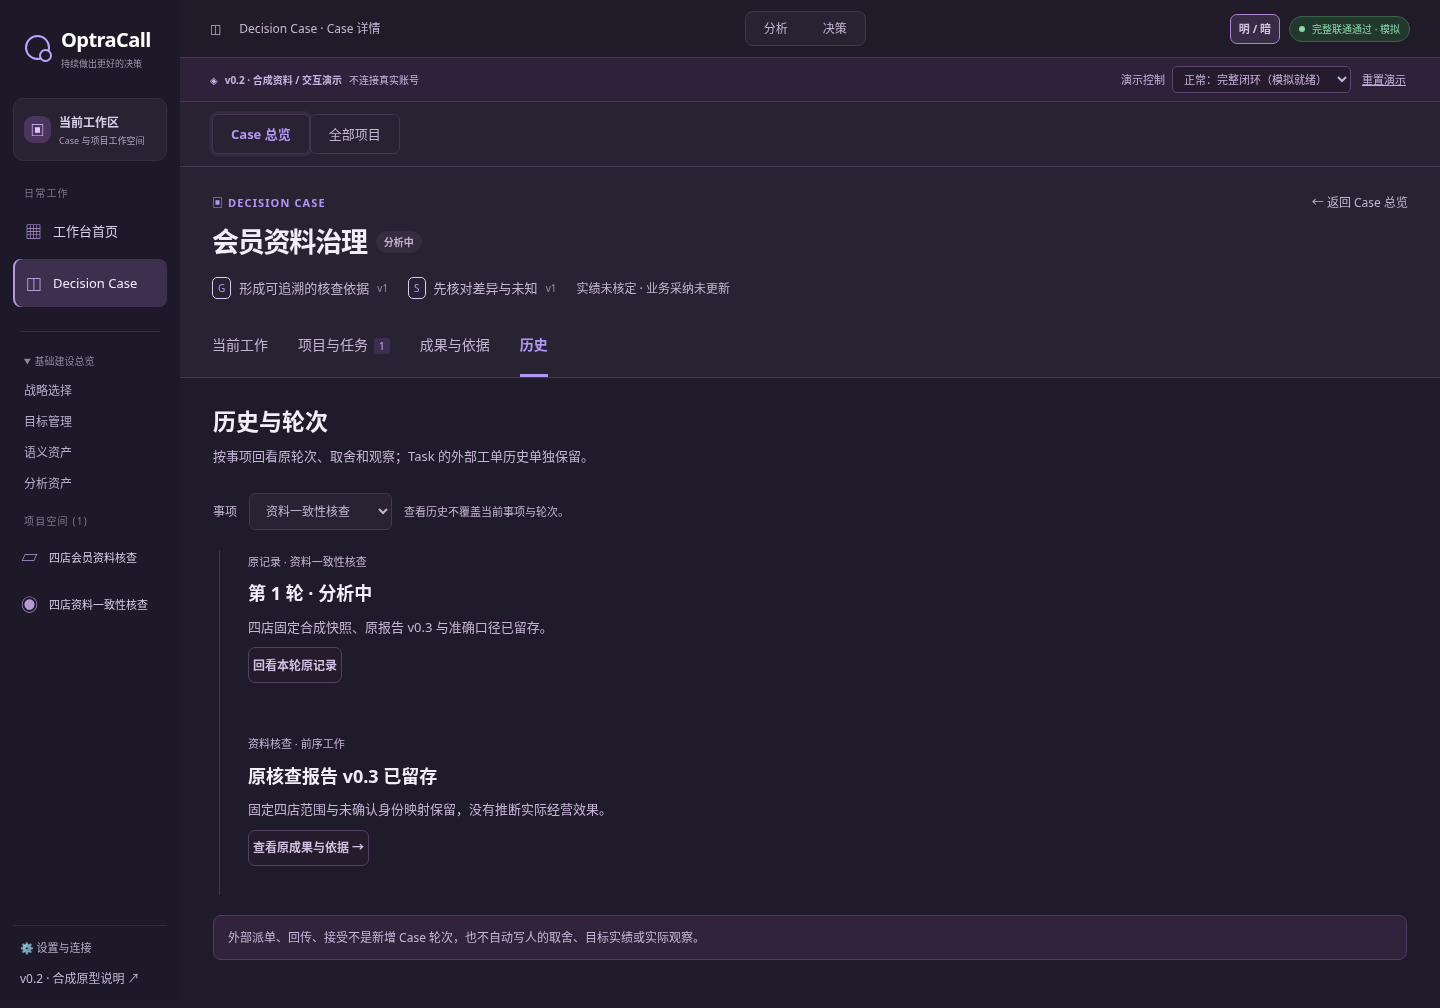 OptraCall
持续做出更好的决策
当前工作区
Case 与项目工作空间
日常工作
工作台首页
Decision Case
▼ 基础建设总览
战略选择
目标管理
语义资产
分析资产
项目空间 (1)
四店会员资料核查
四店资料一致性核查
⚙️ 设置与连接
v0.2 · 合成原型说明 ↗
Decision Case · Case 详情
分析
决策
明 / 暗
完整联通通过 · 模拟
◈ v0.2 · 合成资料 / 交互演示 不连接真实账号
演示控制
正常：完整闭环（模拟就绪）
重置演示
Case 总览
全部项目
DECISION CASE
← 返回 Case 总览
会员资料治理
分析中
G 形成可追溯的核查依据 v1
S 先核对差异与未知 v1
实绩未核定 · 业务采纳未更新
当前工作
项目与任务 1
成果与依据
历史
历史与轮次
按事项回看原轮次、取舍和观察；Task 的外部工单历史单独保留。
事项
资料一致性核查
查看历史不覆盖当前事项与轮次。
原记录 · 资料一致性核查
第 1 轮 · 分析中
四店固定合成快照、原报告 v0.3 与准确口径已留存。
回看本轮原记录
资料核查 · 前序工作
原核查报告 v0.3 已留存
固定四店范围与未确认身份映射保留，没有推断实际经营效果。
查看原成果与依据 →
外部派单、回传、接受不是新增 Case 轮次，也不自动写人的取舍、目标实绩或实际观察。